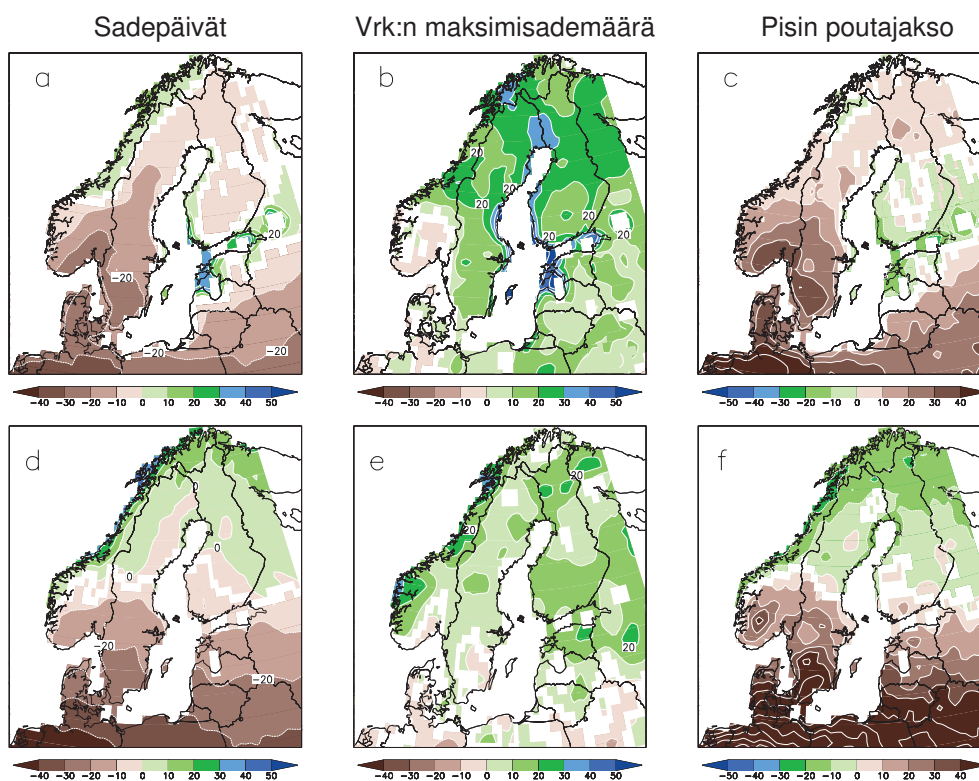 Sadepäivät Vrk:n maksimisademäärä Pisin poutajakso
a b c
20 −20 −20 −20
20 20 20 20 20 20 20
−40 −30 −20 −10 0 10 20 30 40 50
−40 −30 −20 −10 0 10 20 30 40 50
−50 −40 −30 −20 −10 0 10 20 30 40
d e f
0 0 0 −20 −20
20 20 20
−40 −30 −20 −10 0 10 20 30 40 50
−40 −30 −20 −10 0 10 20 30 40 50
−50 −40 −30 −20 −10 0 10 20 30 40